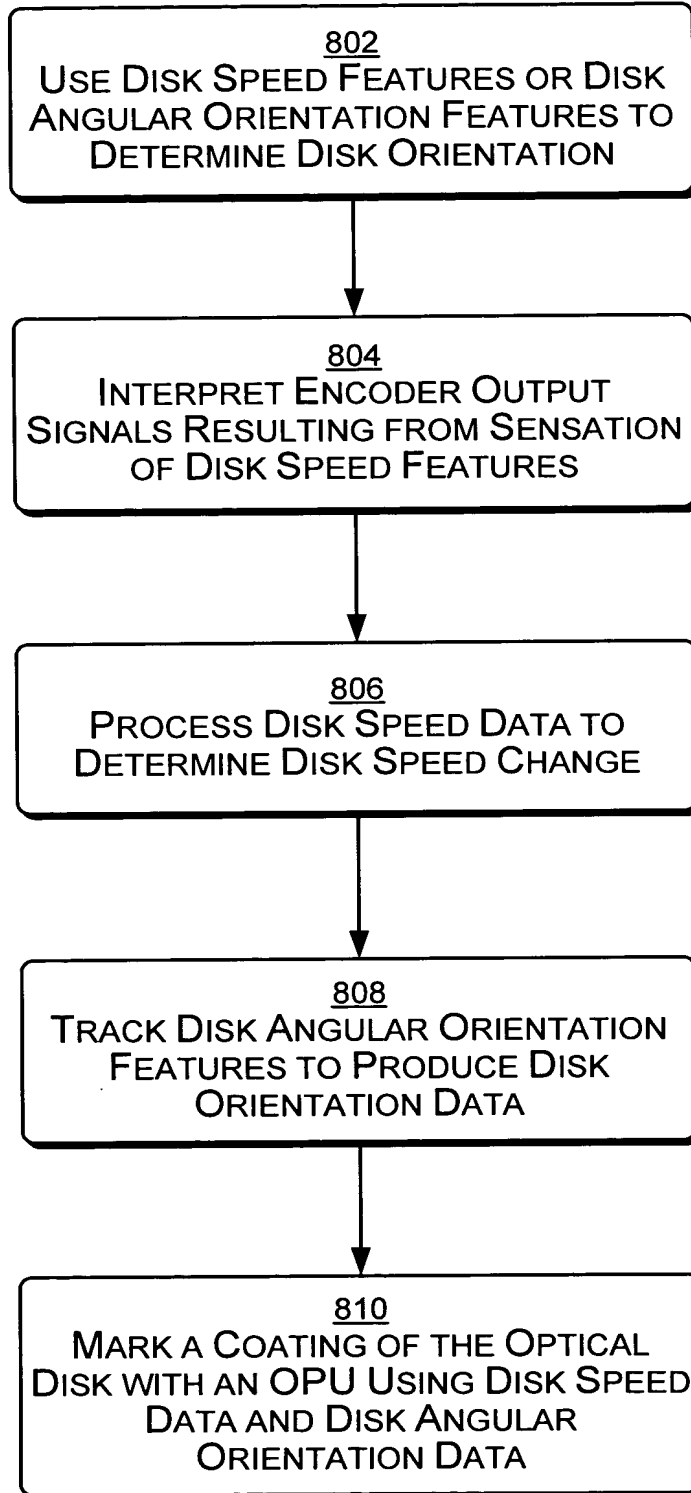 802
USE DISK SPEED FEATURES OR DISK
ANGULAR ORIENTATION FEATURES TO
DETERMINE DISK ORIENTATION
804
INTERPRET ENCODER OUTPUT
SIGNALS RESULTING FROM SENSATION
OF DISK SPEED FEATURES
806
PROCESS DISK SPEED DATA TO
DETERMINE DISK SPEED CHANGE
808
TRACK DISK ANGULAR ORIENTATION
FEATURES TO PRODUCE DISK
ORIENTATION DATA
810
MARK A COATING OF THE OPTICAL
DISK WITH AN OPU USING DISK SPEED
DATA AND DISK ANGULAR
ORIENTATION DATA